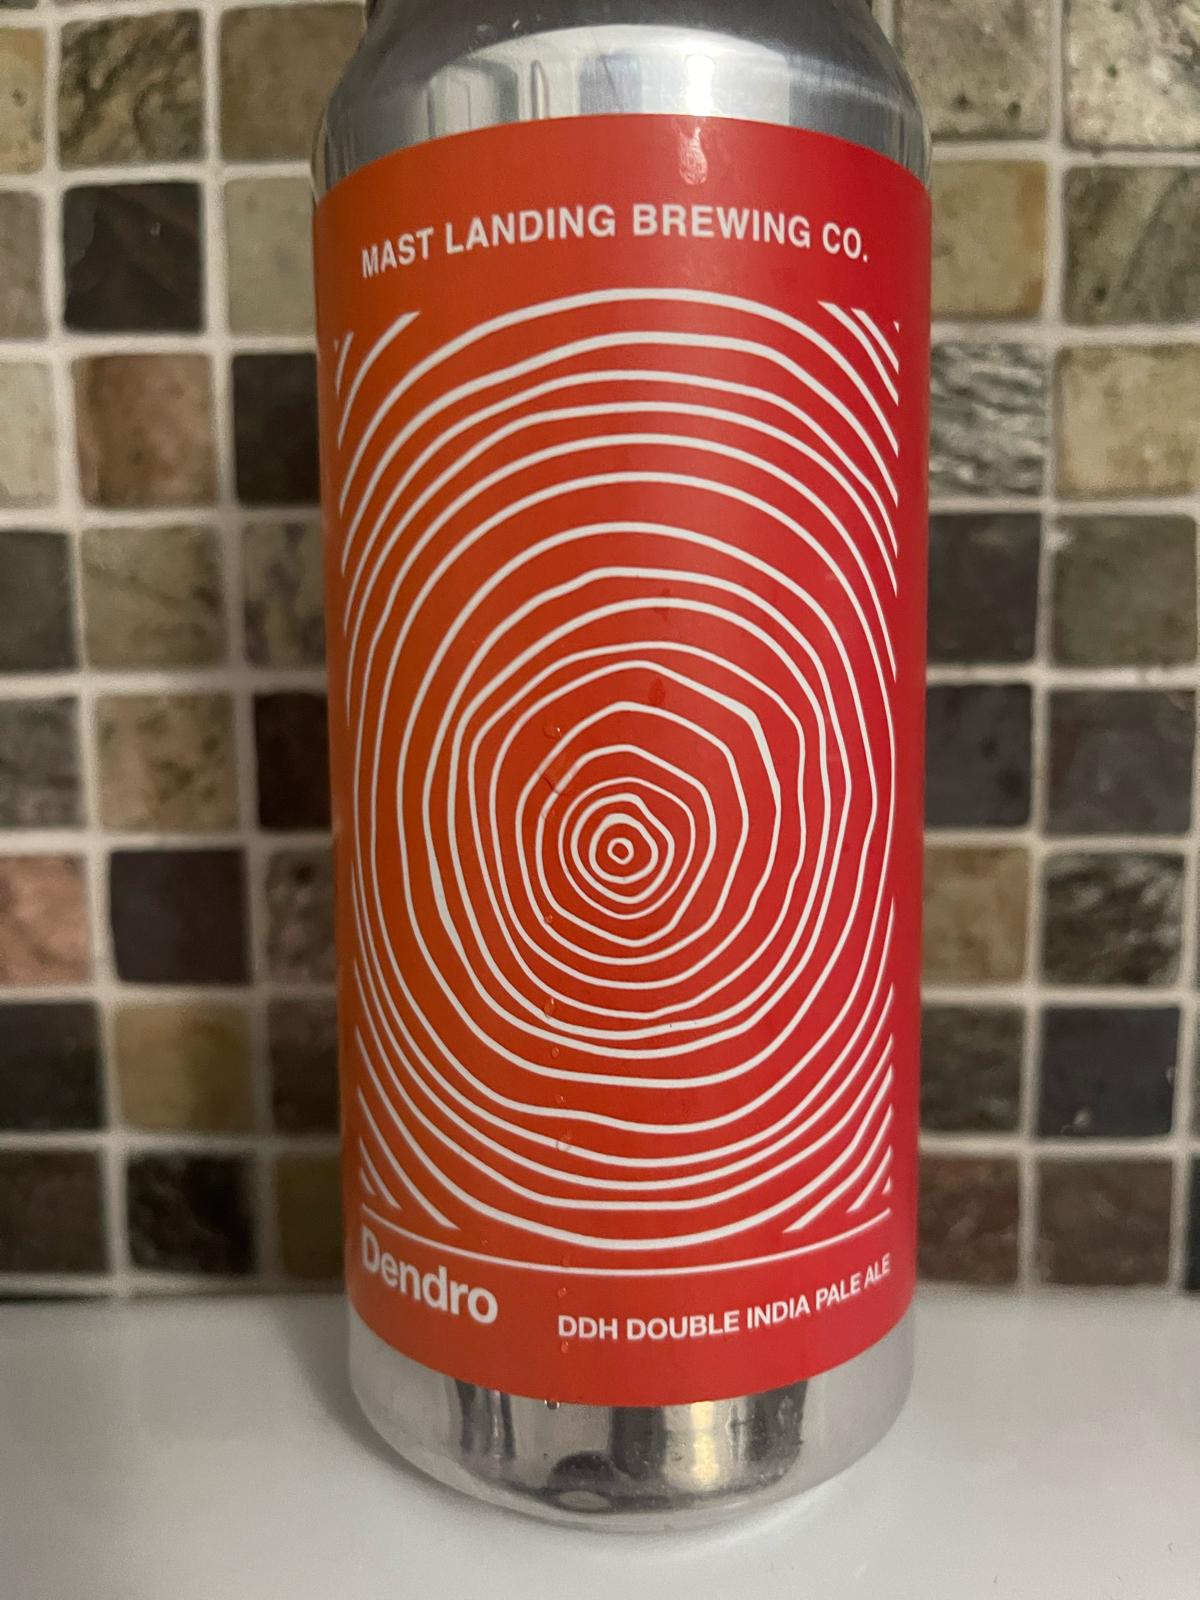 MAST LANDING BREWING CO.
Dendro
DDH DOUBLE INDIA PALE ALE